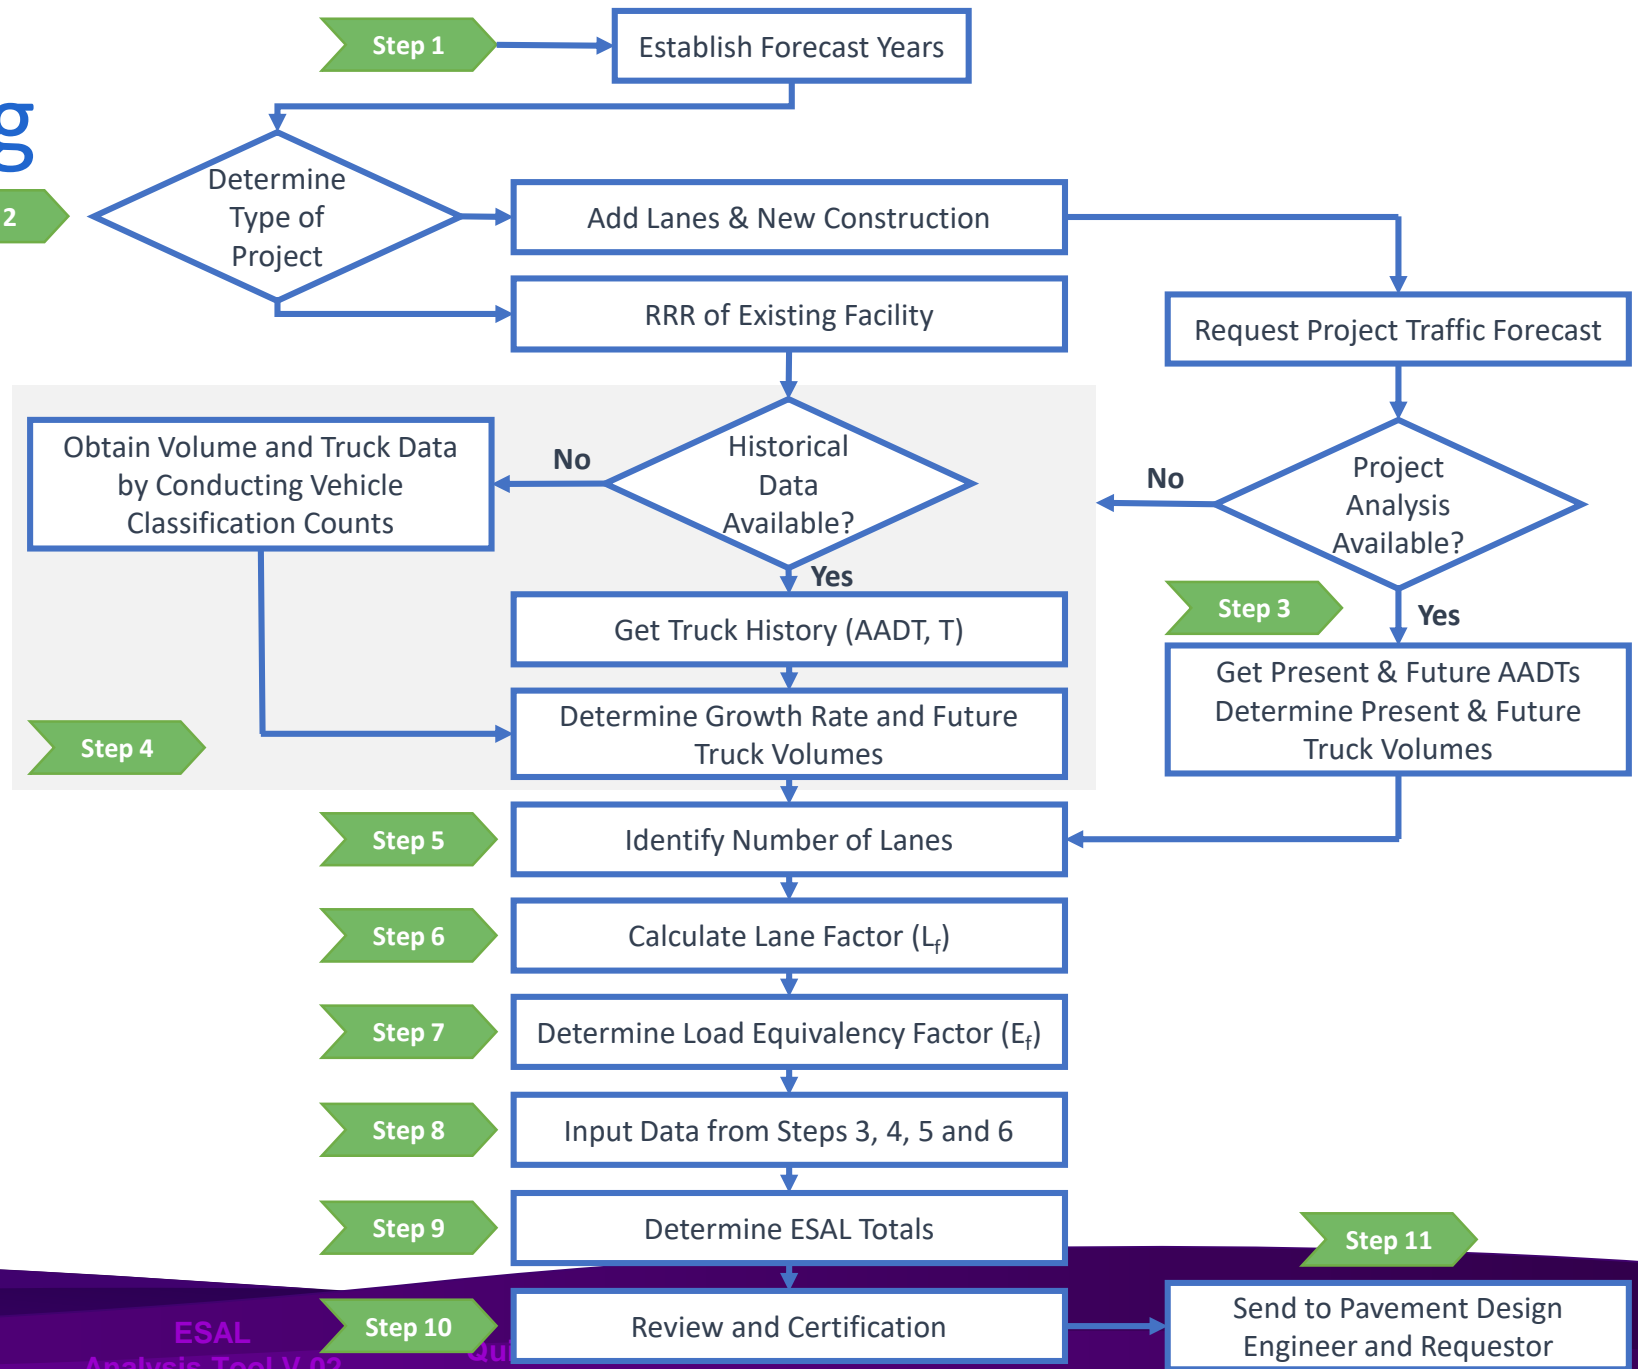 Step 1
Establish Forecast Years
g
2
Determine
Type of
Project
Add Lanes & New Construction
RRR of Existing Facility
Request Project Traffic Forecast
Obtain Volume and Truck Data
by Conducting Vehicle
Classification Counts
No
Historical
Data
Available?
No
Project
Analysis
Available?
Yes
Step 3
Yes
Get Truck History (AADT, T)
Get Present & Future AADTs
Determine Present & Future
Truck Volumes
Step 4
Determine Growth Rate and Future
Truck Volumes
Step 5
Identify Number of Lanes
Step 6
Calculate Lane Factor (Lf)
Step 7
Determine Load Equivalency Factor (Ef)
Step 8
Input Data from Steps 3, 4, 5 and 6
Step 9
Determine ESAL Totals
Step 11
Step 10
Review and Certification
Send to Pavement Design
Engineer and Requestor
ESAL
Analysis Tool V.02
Qui